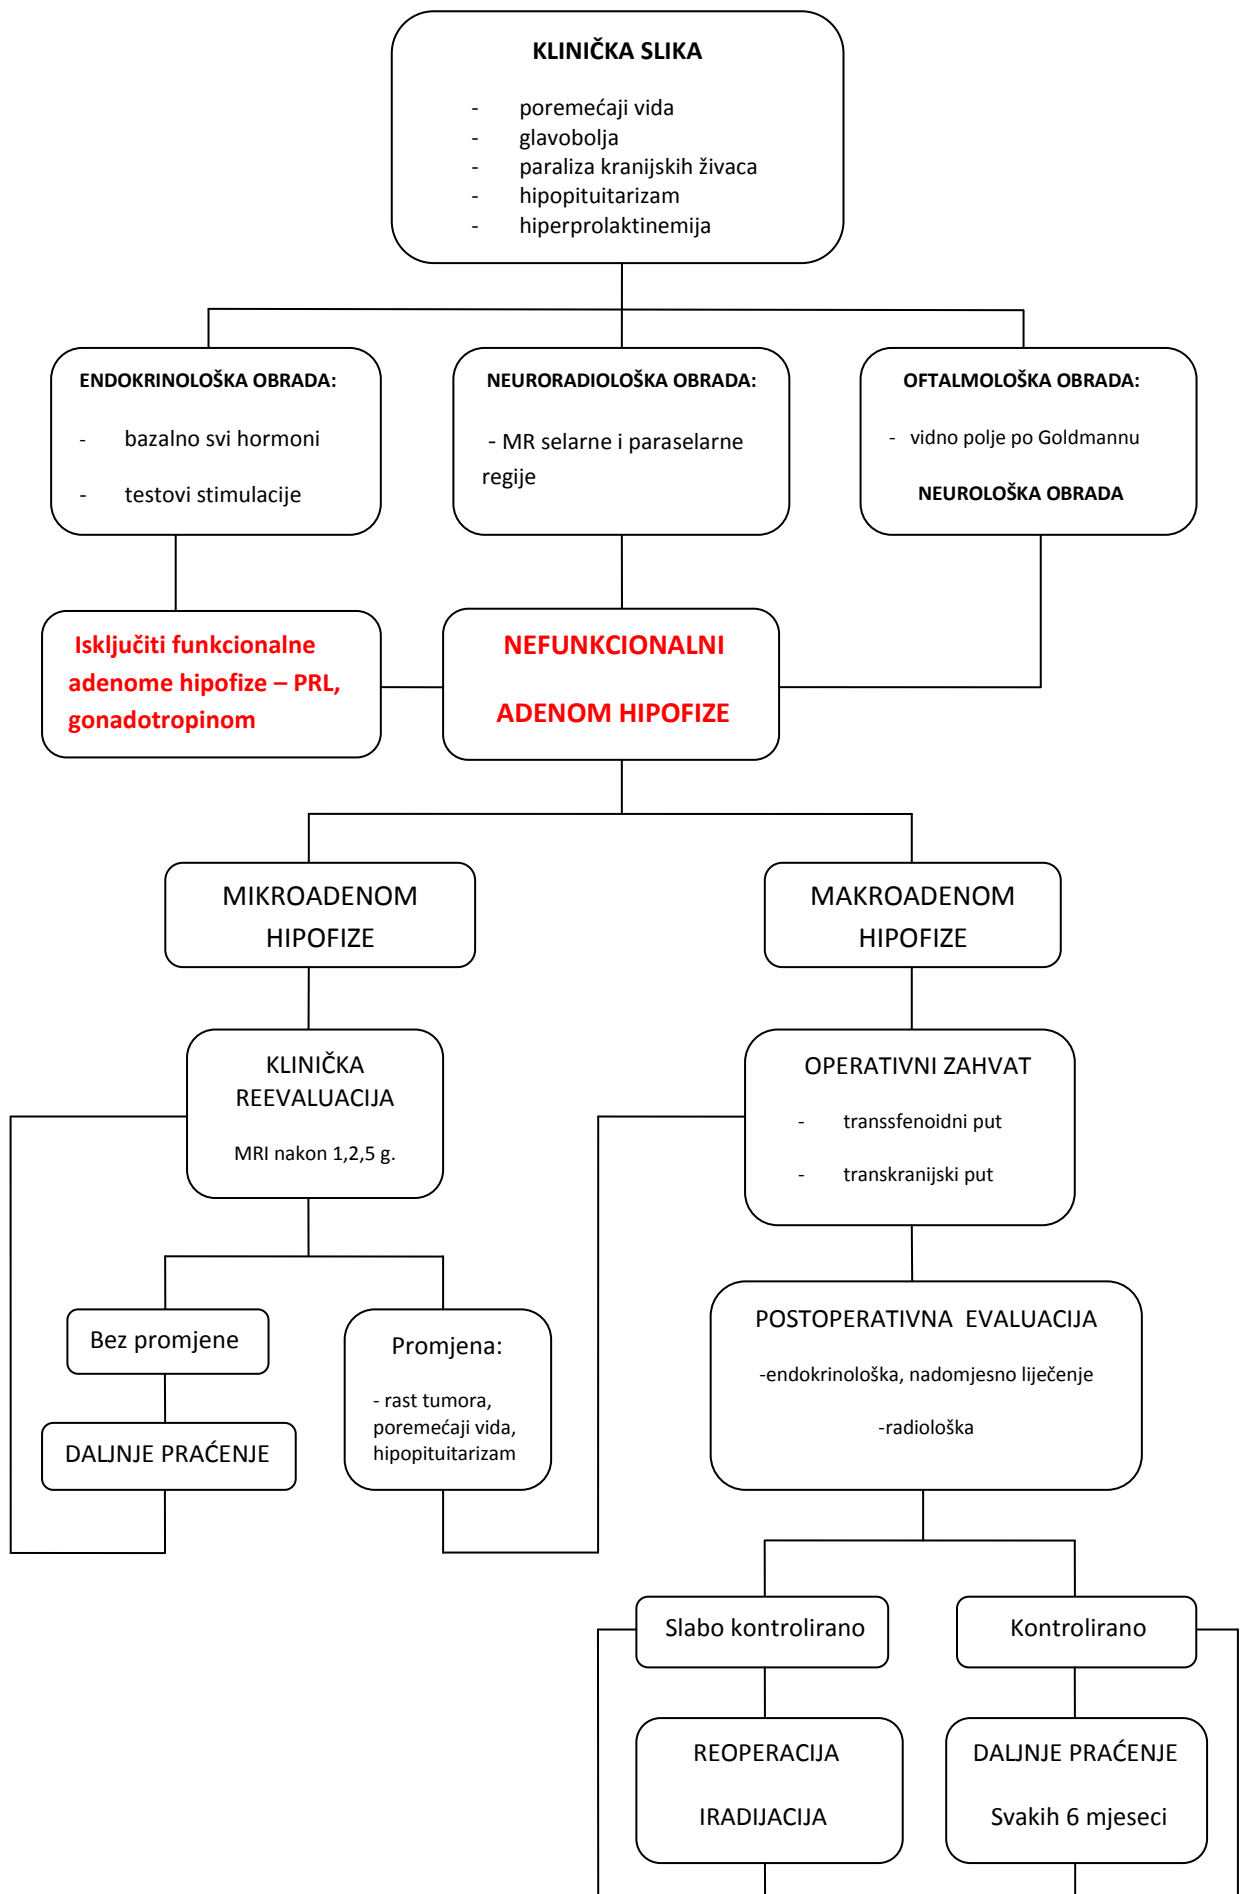 KLINIČKA SLIKA
- poremećaji vida
- glavobolja
- paraliza kranijskih živaca
- hipopituitarizam
- hiperprolaktinemija
ENDOKRINOLOŠKA OBRADA:
- bazalno svi hormoni
- testovi stimulacije
NEURORADIOLOŠKA OBRADA:
- MR selarne i paraselarne
regije
OFTALMOLOŠKA OBRADA:
- vidno polje po Goldmannu
NEUROLOŠKA OBRADA
Isključiti funkcionalne
adenome hipofize – PRL,
gonadotropinom
NEFUNKCIONALNI
ADENOM HIPOFIZE
MIKROADENOM
HIPOFIZE
MAKROADENOM
HIPOFIZE
KLINIČKA
REEVALUACIJA
MRI nakon 1,2,5 g.
OPERATIVNI ZAHVAT
- transsfenoidni put
- transkranijski put
Bez promjene
DALJNJE PRAĆENJE
Promjena:
- rast tumora,
poremećaji vida,
hipopituitarizam
POSTOPERATIVNA EVALUACIJA
-endokrinološka, nadomjesno liječenje
-radiološka
Slabo kontrolirano
Kontrolirano
REOPERACIJA
IRADIJACIJA
DALJNJE PRAĆENJE
Svakih 6 mjeseci